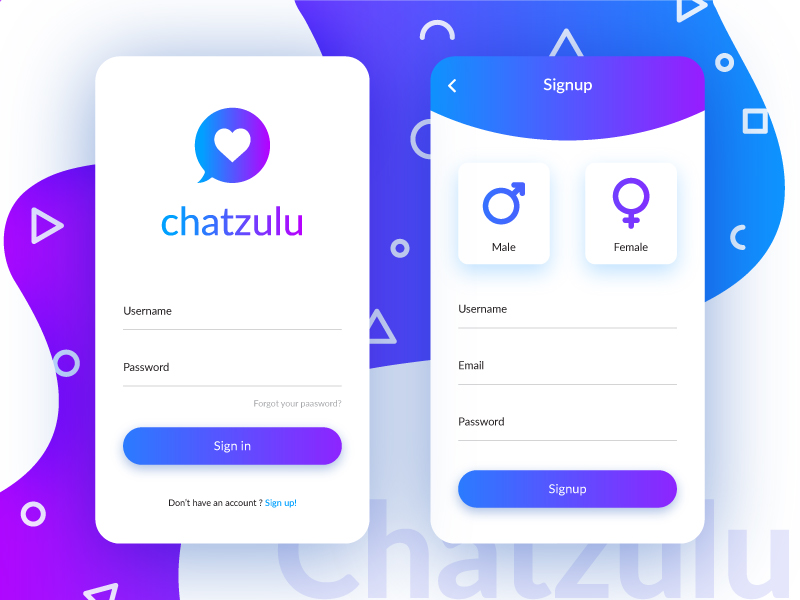 chatzulu
Username
Password
Forgot your paasword?
Sign in
Don't have an account ? Sign up!
Signup
Male
Female
Username
Email
Password
Signup
Chatzulu